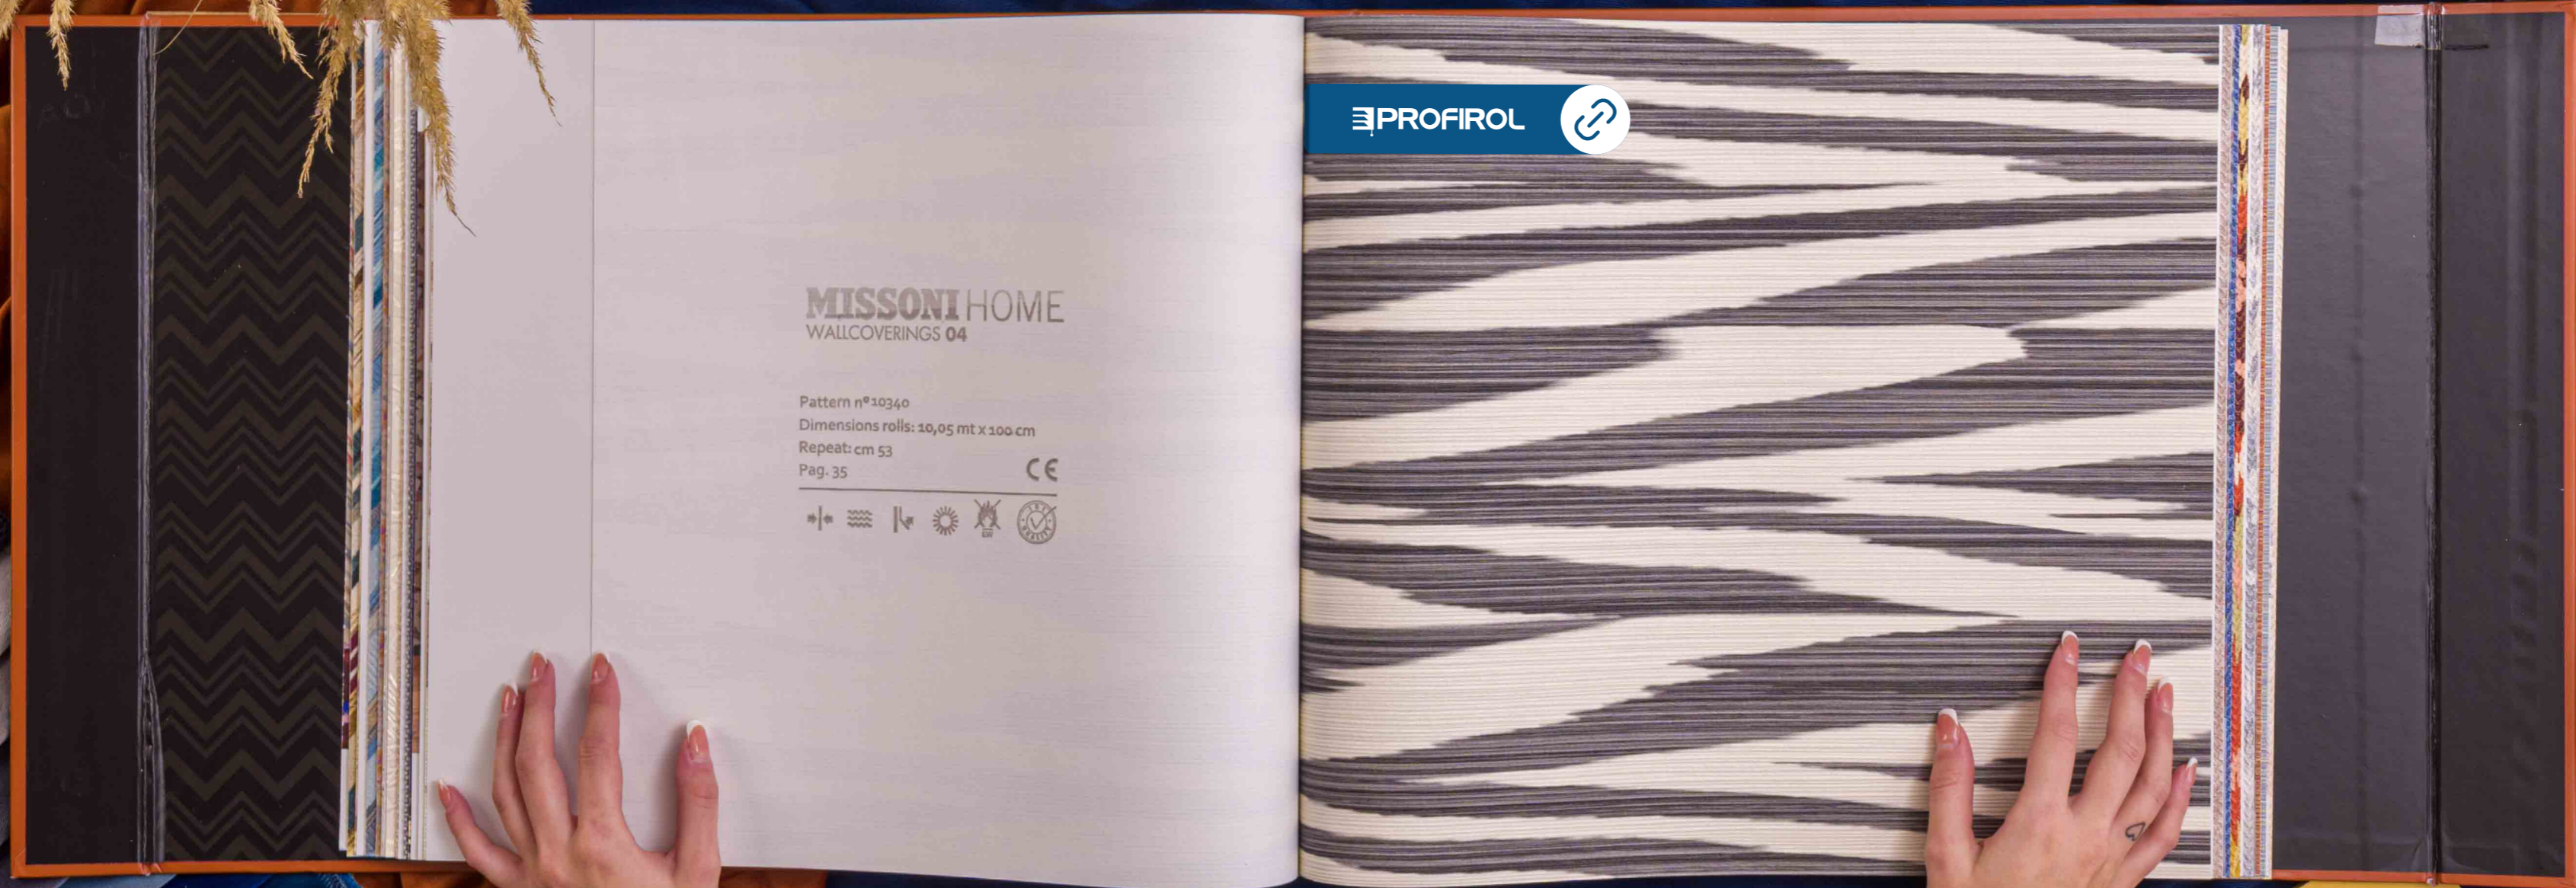 MISSONI HOME
WALLCOVERINGS 04
Pattern nº 10340
Dimensions rolls: 10,05 mt x 100 cm
Repeat: cm 53
Pag. 35
CE
PROFIROL